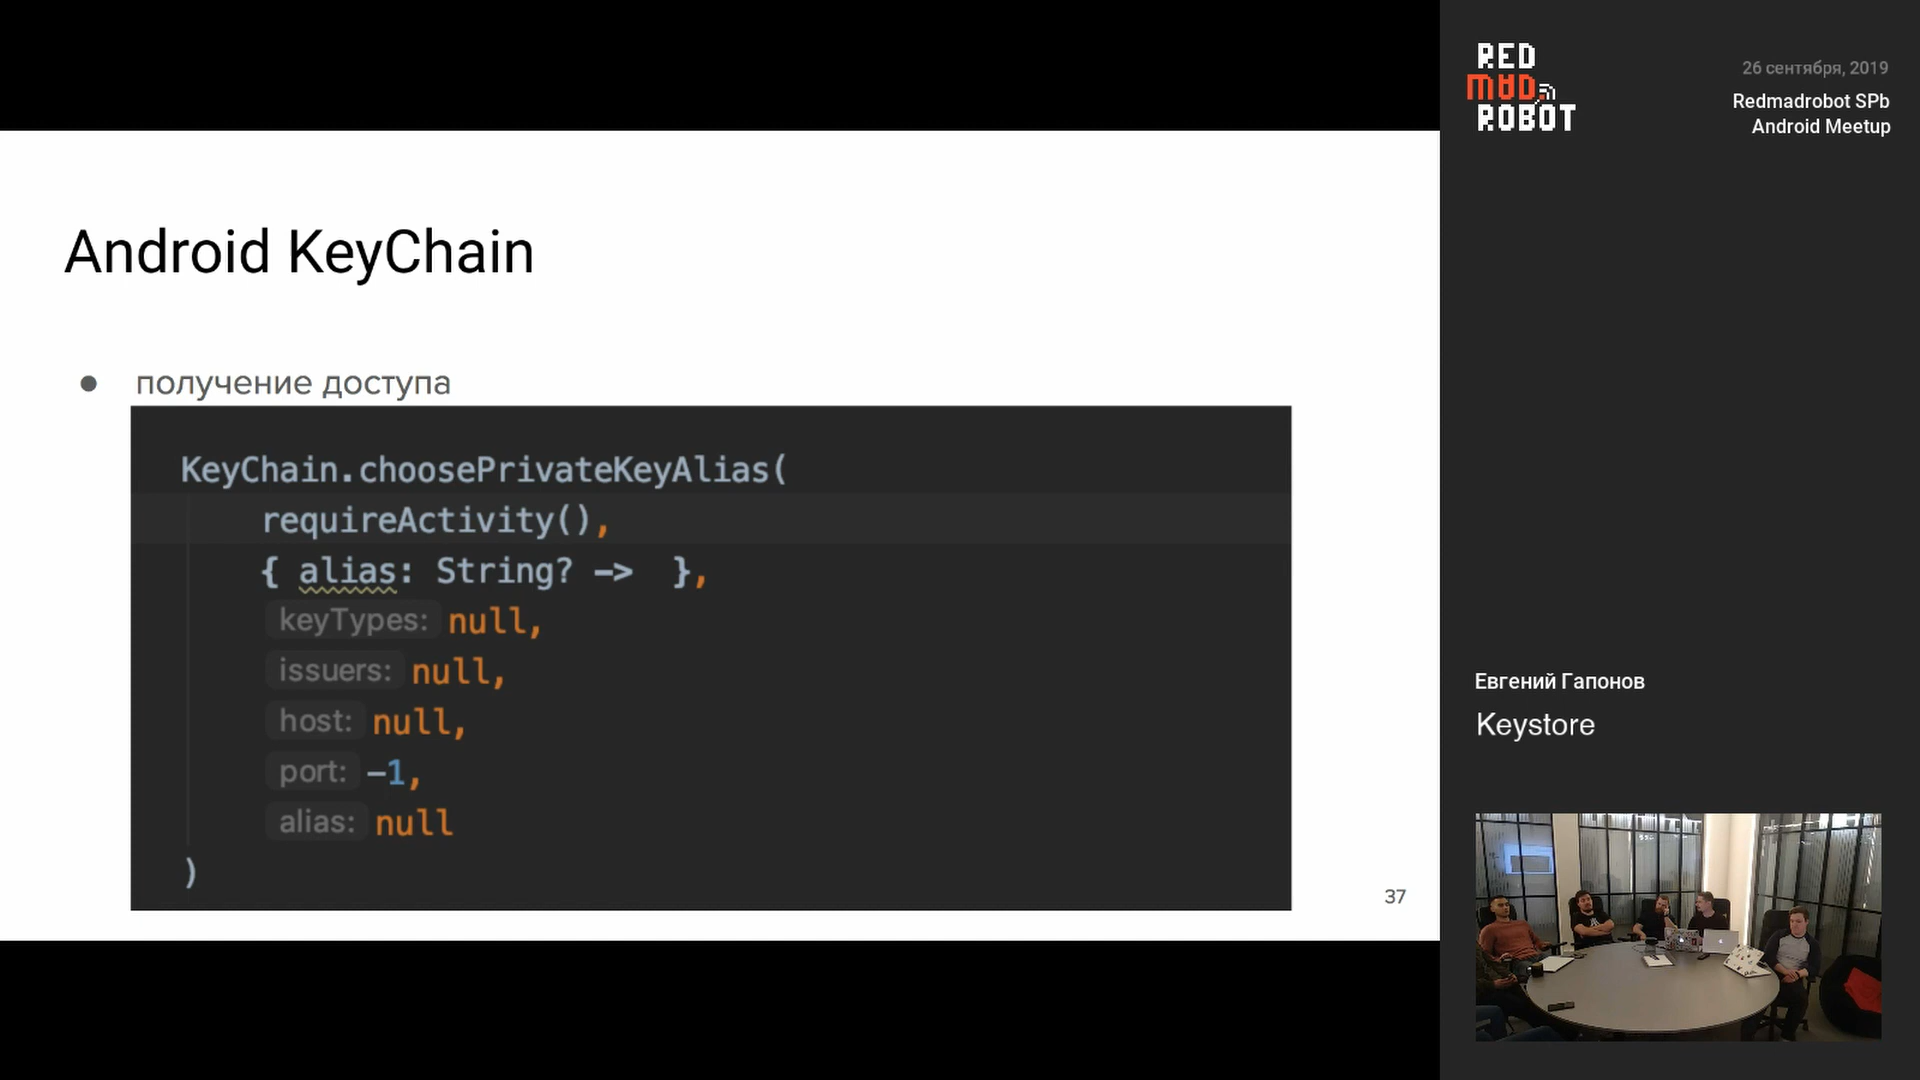 Android KeyChain
● получение доступа
KeyChain.choosePrivateKeyAlias(
requireActivity(),
{ alias: String? -> },
keyTypes: null,
issuers: null,
host: null,
port: -1,
alias: null
)
37
RED
MAD
ROBOT
26 сентября, 2019
Redmadrobot SPb
Android Meetup
Евгений Гапонов
Keystore